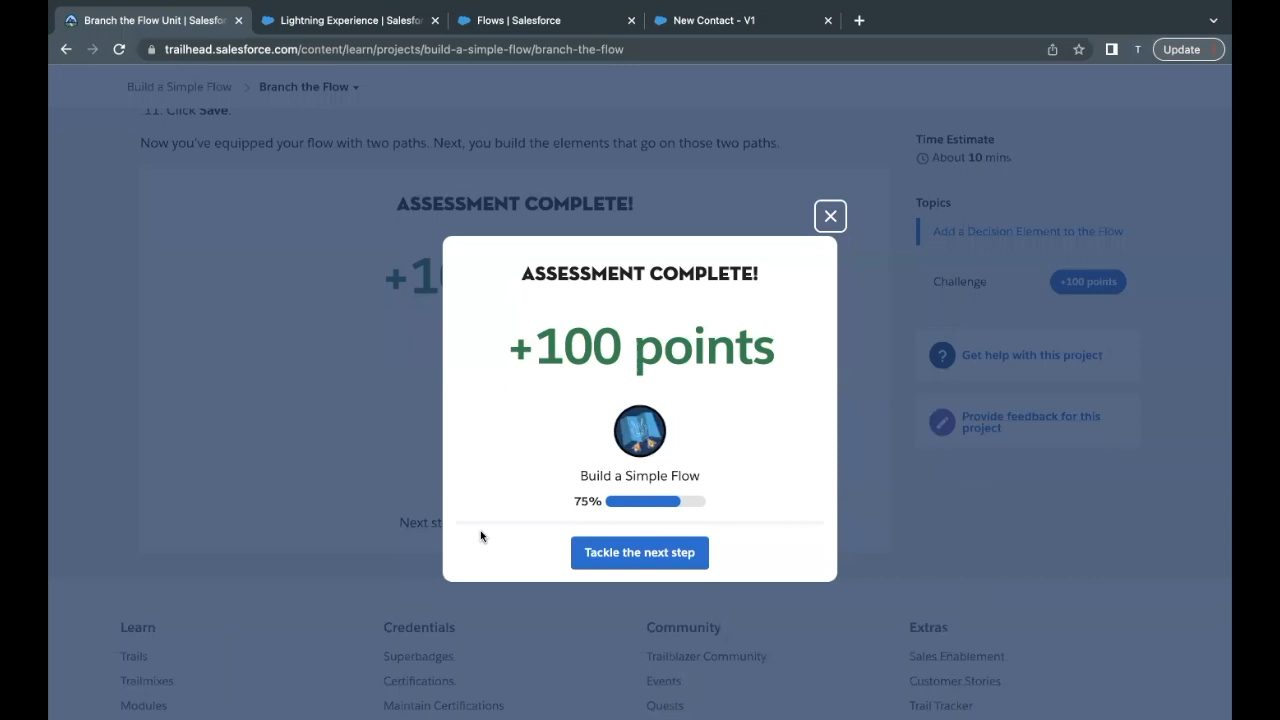 Branch the Flow Unit | Salesfor
Lightning Experience | Salesfor
Flows | Salesforce
New Contact - V1
trailhead.salesforce.com/content/learn/projects/build-a-simple-flow/branch-the-flow
T
Update
Build a Simple Flow > Branch the Flow
11. Click Save.
Now you've equipped your flow with two paths. Next, you build the elements that go on those two paths.
Time Estimate
About 10 mins
ASSESSMENT COMPLETE!
Topics
Add a Decision Element to the Flow
+10
Challenge
+100 points
ASSESSMENT COMPLETE!
+100 points
Get help with this project
Provide feedback for this
project
Build a Simple Flow
75%
Next st
Tackle the next step
Learn
Credentials
Community
Extras
Trails
Superbadges
Trailblazer Community
Sales Enablement
Trailmixes
Certifications
Events
Customer Stories
Modules
Maintain Certifications
Quests
Trail Tracker